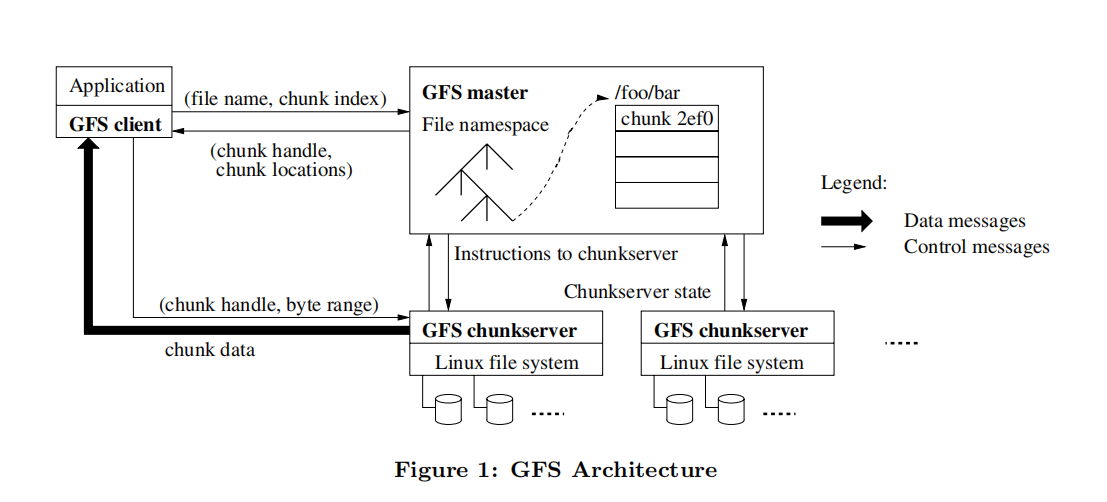 Application
GFS client
(file name, chunk index)
(chunk handle,
chunk locations)
GFS master
File namespace
/foo/bar
chunk 2ef0
Legend:
Data messages
Control messages
Instructions to chunkserver
Chunkserver state
(chunk handle, byte range)
chunk data
GFS chunkserver
Linux file system
GFS chunkserver
Linux file system
Figure 1: GFS Architecture